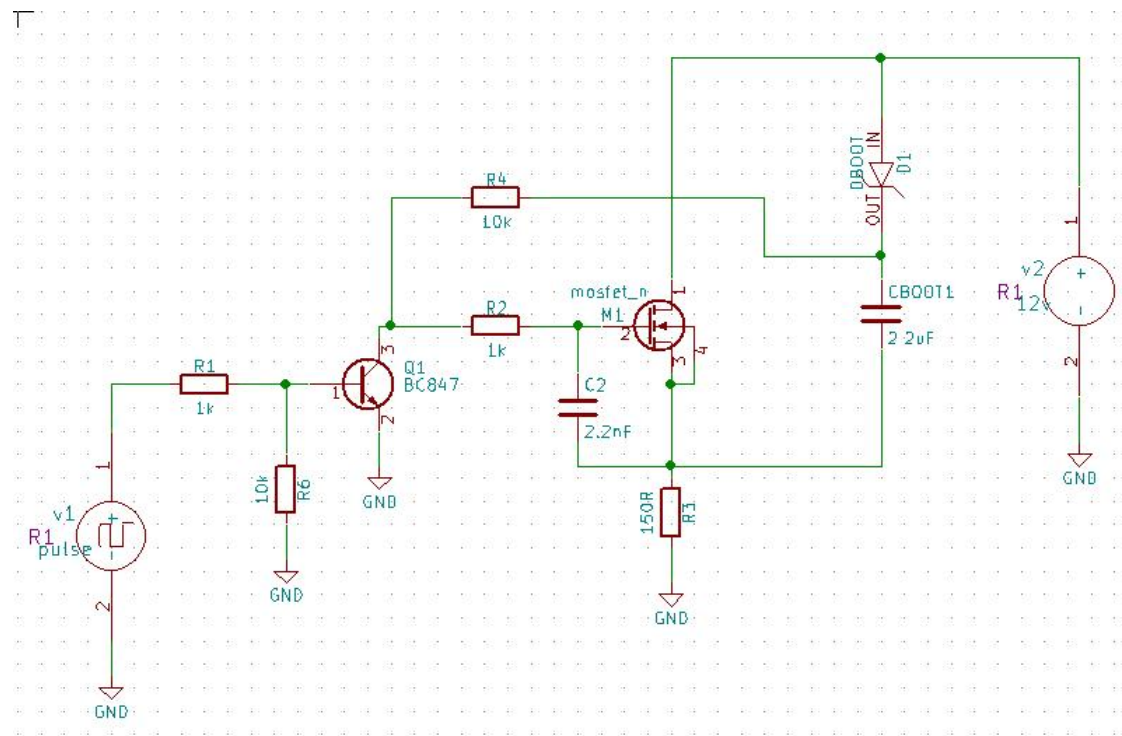 R4
10k
DBOOT
IN
OUT
D1
mosfet_n
M1
1
2
3
4
R2
1k
CBOOT1
2.2uF
v2
R1
12v
1
2
GND
R1
1k
Q1
BC847
1
3
2
GND
C2
2.2nF
10k
R6
GND
150R
R3
GND
v1
R1
pulse
1
2
GND